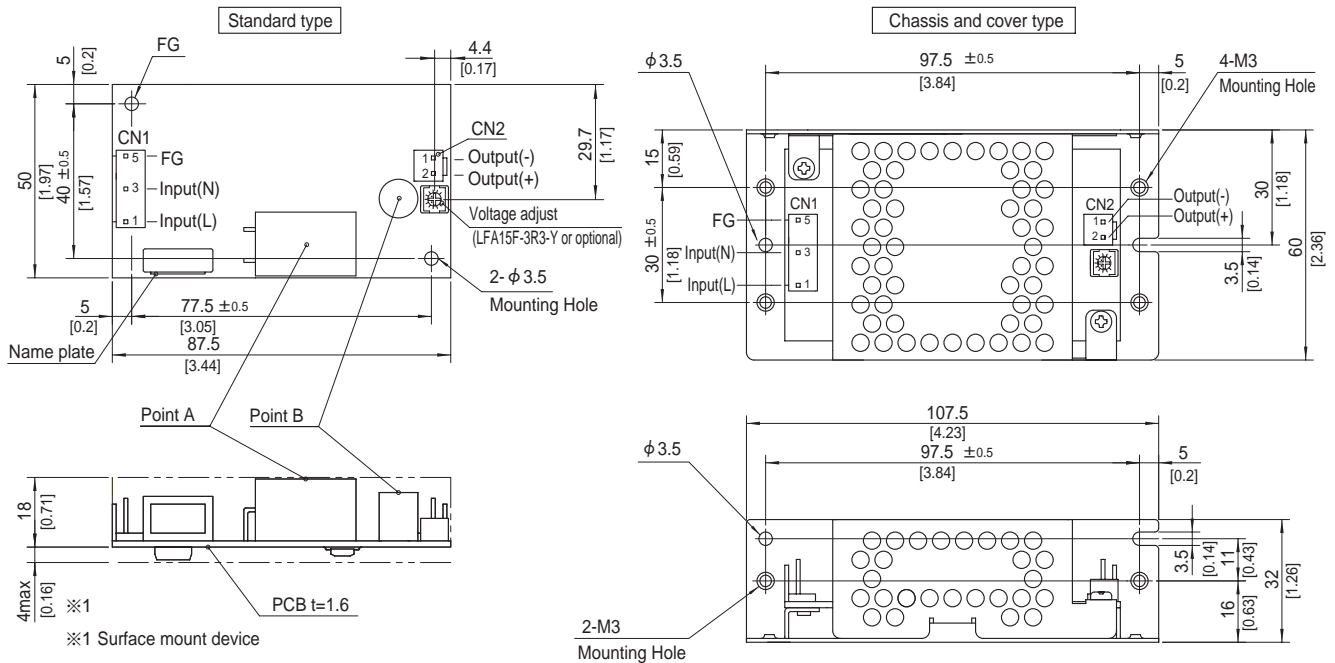 Standard type
FG
5
[0.2]
4.4
[0.17]
50
[1.97]
40 ±0.5
[1.57]
CN1
5
FG
3
Input(N)
1
Input(L)
CN2
1
Output(-)
2
Output(+)
29.7
[1.17]
Voltage adjust
(LFA15F-3R3-Y or optional)
2- φ 3.5
Mounting Hole
5
[0.2]
77.5 ±0.5
[3.05]
87.5
[3.44]
Name plate
Point A
Point B
18
[0.71]
4max
[0.16]
※1
PCB t=1.6
※1 Surface mount device
Chassis and cover type
φ 3.5
97.5 ±0.5
[3.84]
5
[0.2]
4-M3
Mounting Hole
15
[0.59]
30 ±0.5
[1.18]
FG
CN1
5
Input(N)
3
Input(L)
1
CN2
1
2
Output(-)
Output(+)
30
[1.18]
3.5
[0.14]
60
[2.36]
107.5
[4.23]
φ 3.5
97.5 ±0.5
[3.84]
5
[0.2]
3.5
[0.14]
11
[0.43]
32
[1.26]
16
[0.63]
2-M3
Mounting Hole